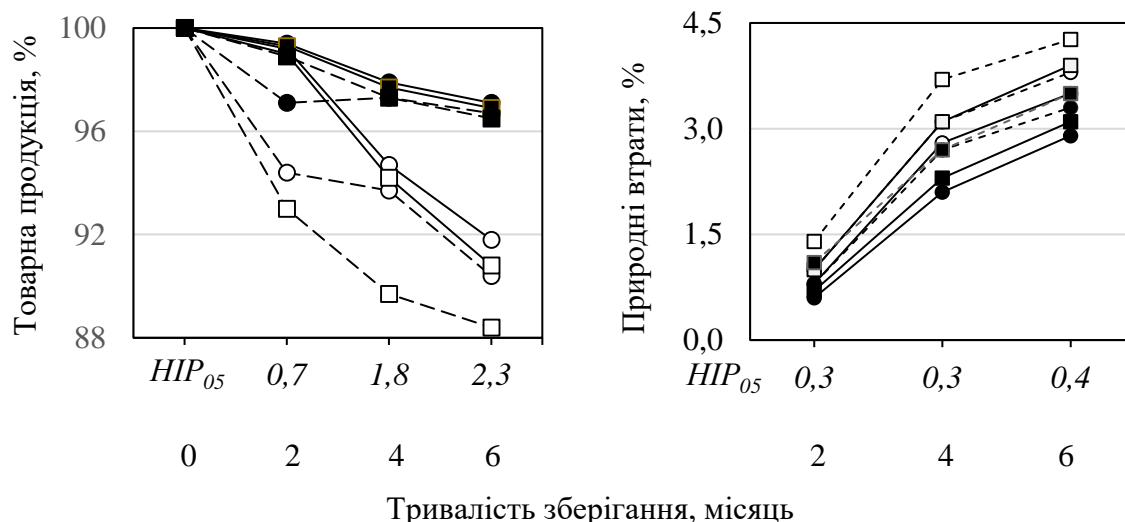 Товарна продукція, %
100
96
92
88
НІР05 0,7 1,8 2,3
0 2 4 6
Природні втрати, %
4,5
3,0
1,5
0,0
НІР05 0,3 0,3 0,4
2 4 6
Тривалість зберігання, місяць